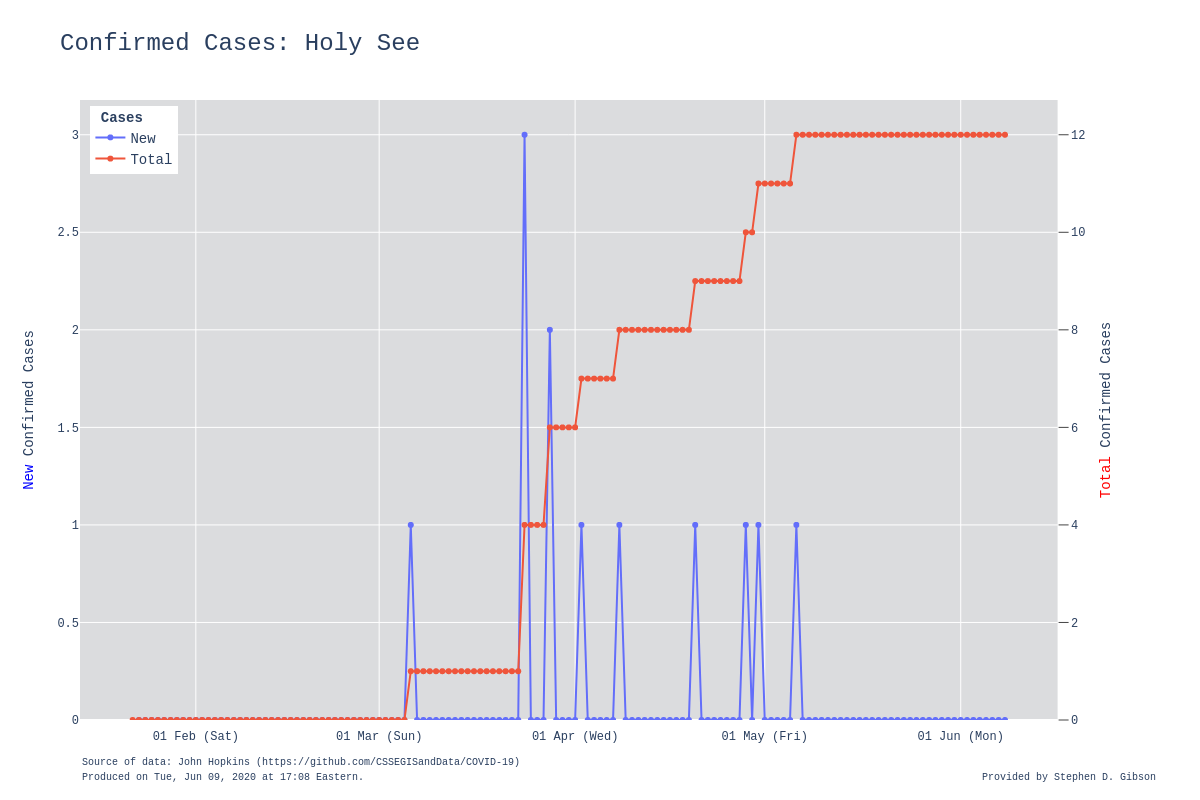 Confirmed Cases: Holy See
Cases
New
Total
3
2.5
2
1.5
1
0.5
0
12
10
8
6
4
2
0
New Confirmed Cases
Total Confirmed Cases
01 Feb (Sat)
01 Mar (Sun)
01 Apr (Wed)
01 May (Fri)
01 Jun (Mon)
Source of data: John Hopkins (https://github.com/CSSEGISandData/COVID-19)
Produced on Tue, Jun 09, 2020 at 17:08 Eastern.
Provided by Stephen D. Gibson